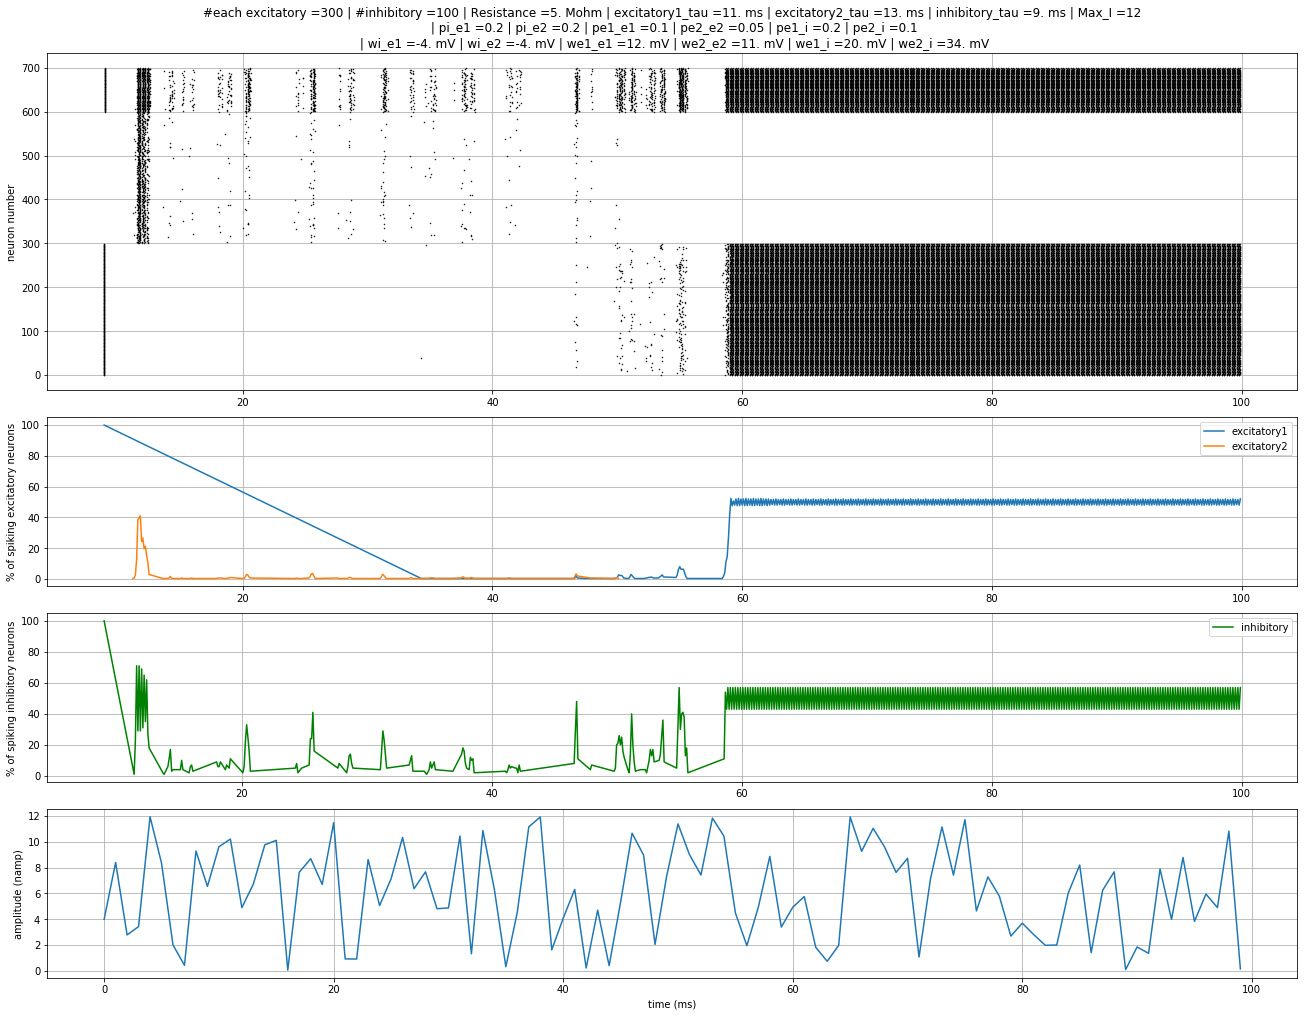 #each excitatory =300 | #inhibitory =100 | Resistance =5. Mohm | excitatory1_tau =11. ms | excitatory2_tau =13. ms | inhibitory_tau =9. ms | Max_I =12
| pi_e1 =0.2 | pi_e2 =0.2 | pe1_e1 =0.1 | pe2_e2 =0.05 | pe1_i =0.2 | pe2_i =0.1
| wi_e1 =-4. mV | wi_e2 =-4. mV | we1_e1 =12. mV | we2_e2 =11. mV | we1_i =20. mV | we2_i =34. mV
neuron number
700
600
500
400
300
200
100
0
20 40 60 80 100
% of spiking excitatory neurons
100
80
60
40
20
0
excitatory1
excitatory2
20 40 60 80 100
% of spiking inhibitory neurons
100
80
60
40
20
0
inhibitory
20 40 60 80 100
amplitude (namp)
12
10
8
6
4
2
0
0 20 40 60 80 100
time (ms)